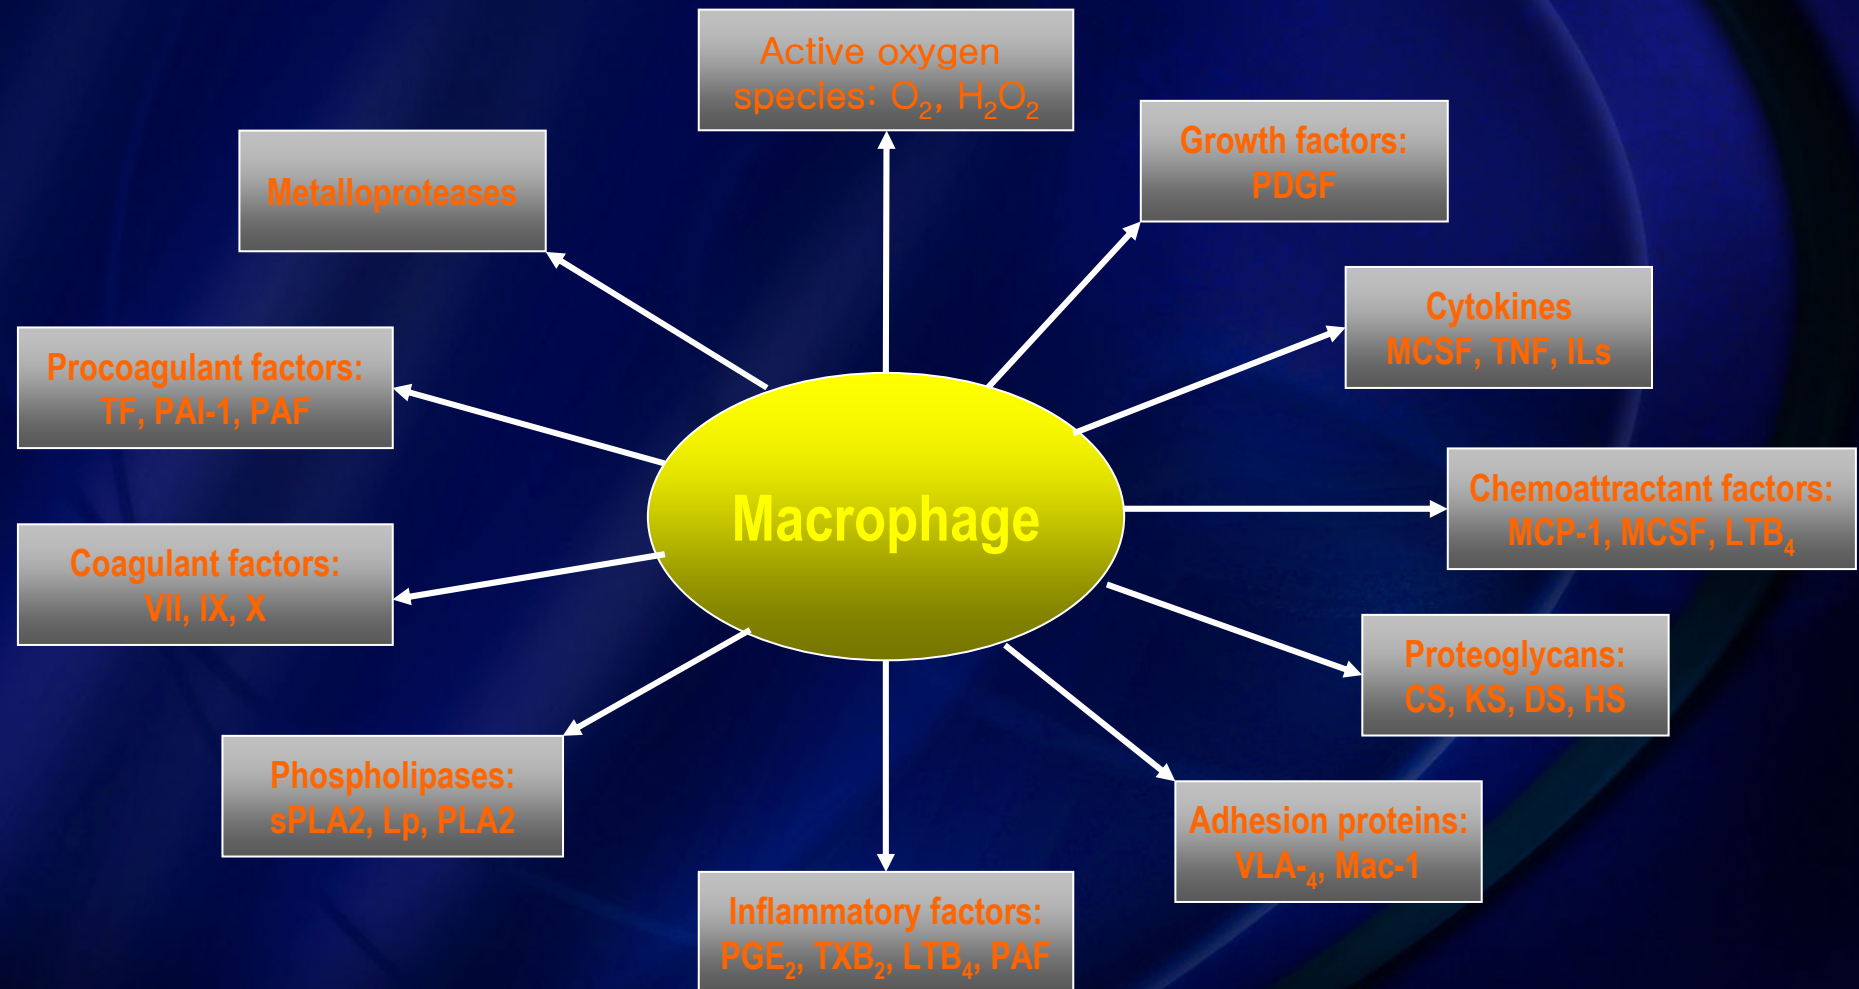 Active oxygen
species: O₂, H₂O₂
Growth factors:
PDGF
Metalloproteases
Cytokines
MCSF, TNF, ILs
Procoagulant factors:
TF, PAI-1, PAF
Chemoattractant factors:
MCP-1, MCSF, LTB₄
Macrophage
Coagulant factors:
VII, IX, X
Proteoglycans:
CS, KS, DS, HS
Phospholipases:
sPLA2, Lp, PLA2
Adhesion proteins:
VLA-₄, Mac-1
Inflammatory factors:
PGE₂, TXB₂, LTB₄, PAF